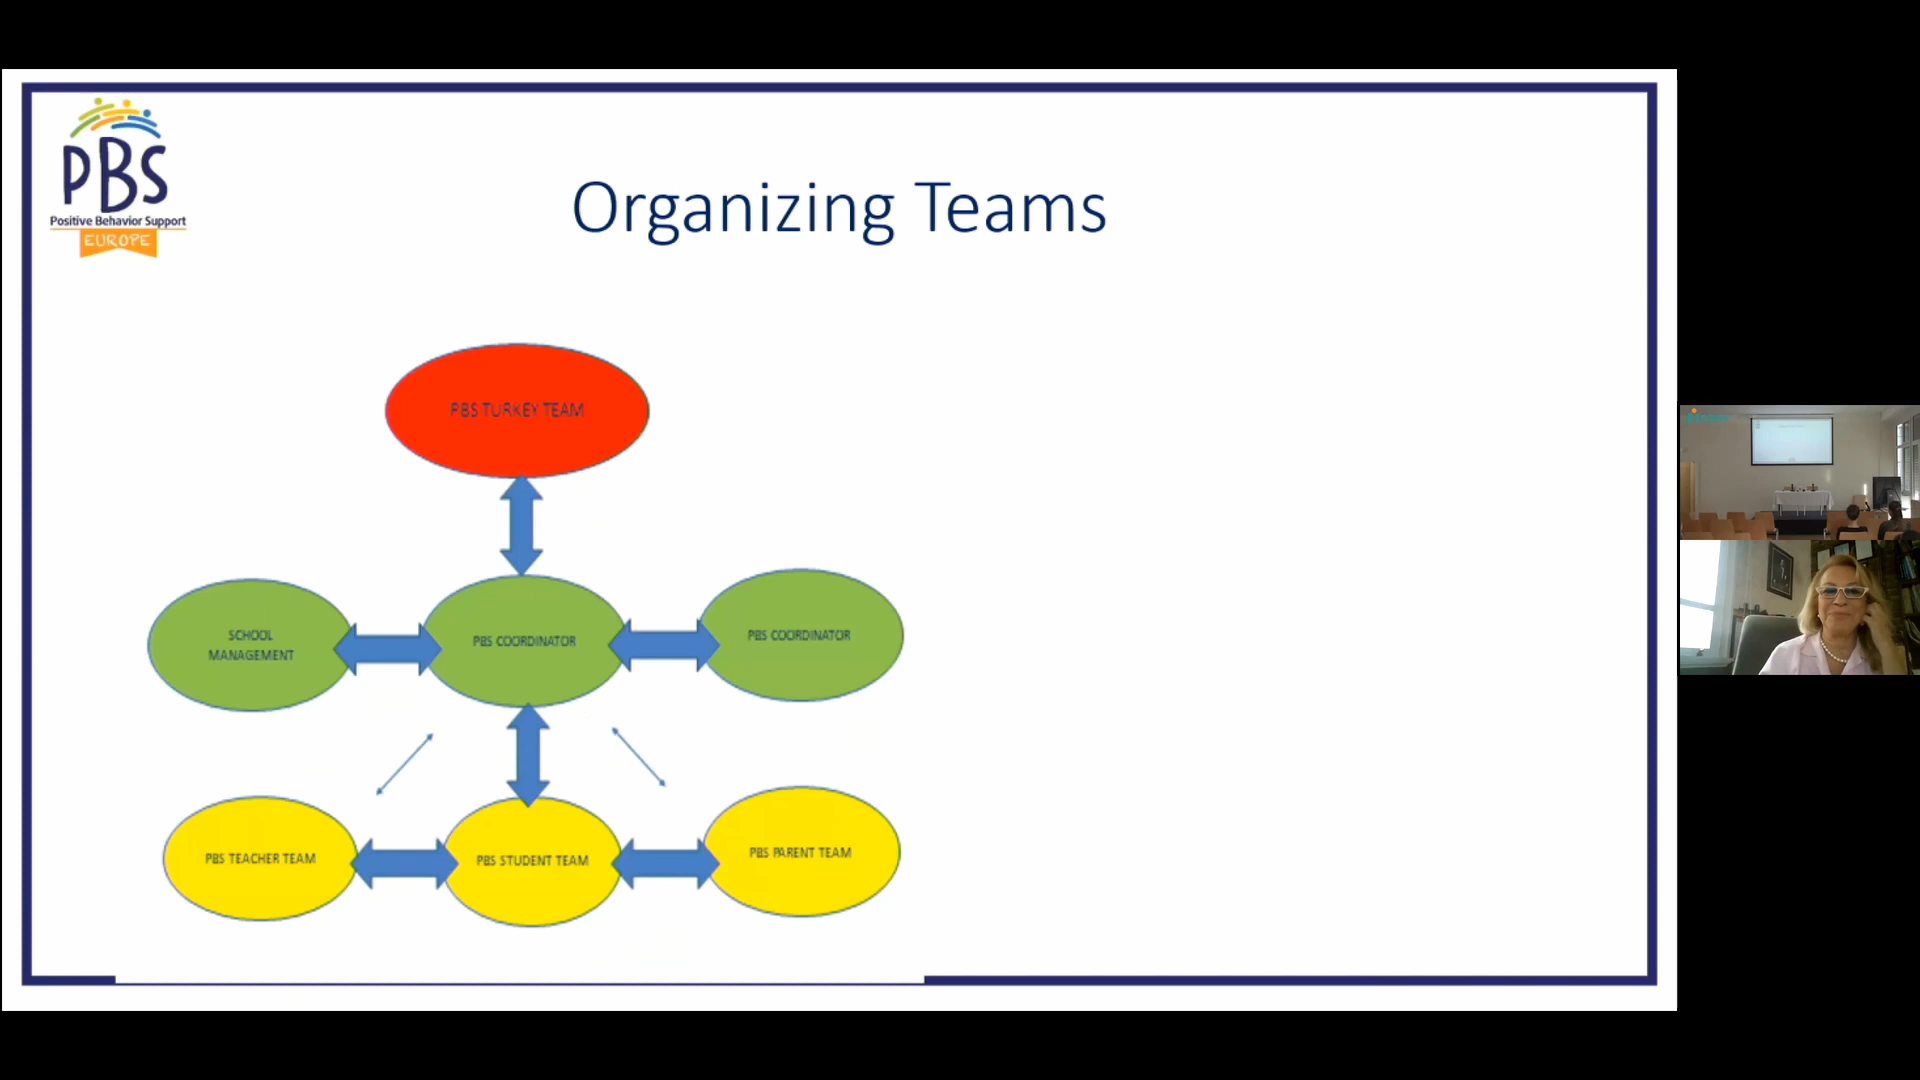 PBS
Positive Behavior Support
EUROPE
Organizing Teams
PBS TURKEY TEAM
SCHOOL
MANAGEMENT
PBS COORDINATOR
PBS COORDINATOR
PBS TEACHER TEAM
PBS STUDENT TEAM
PBS PARENT TEAM